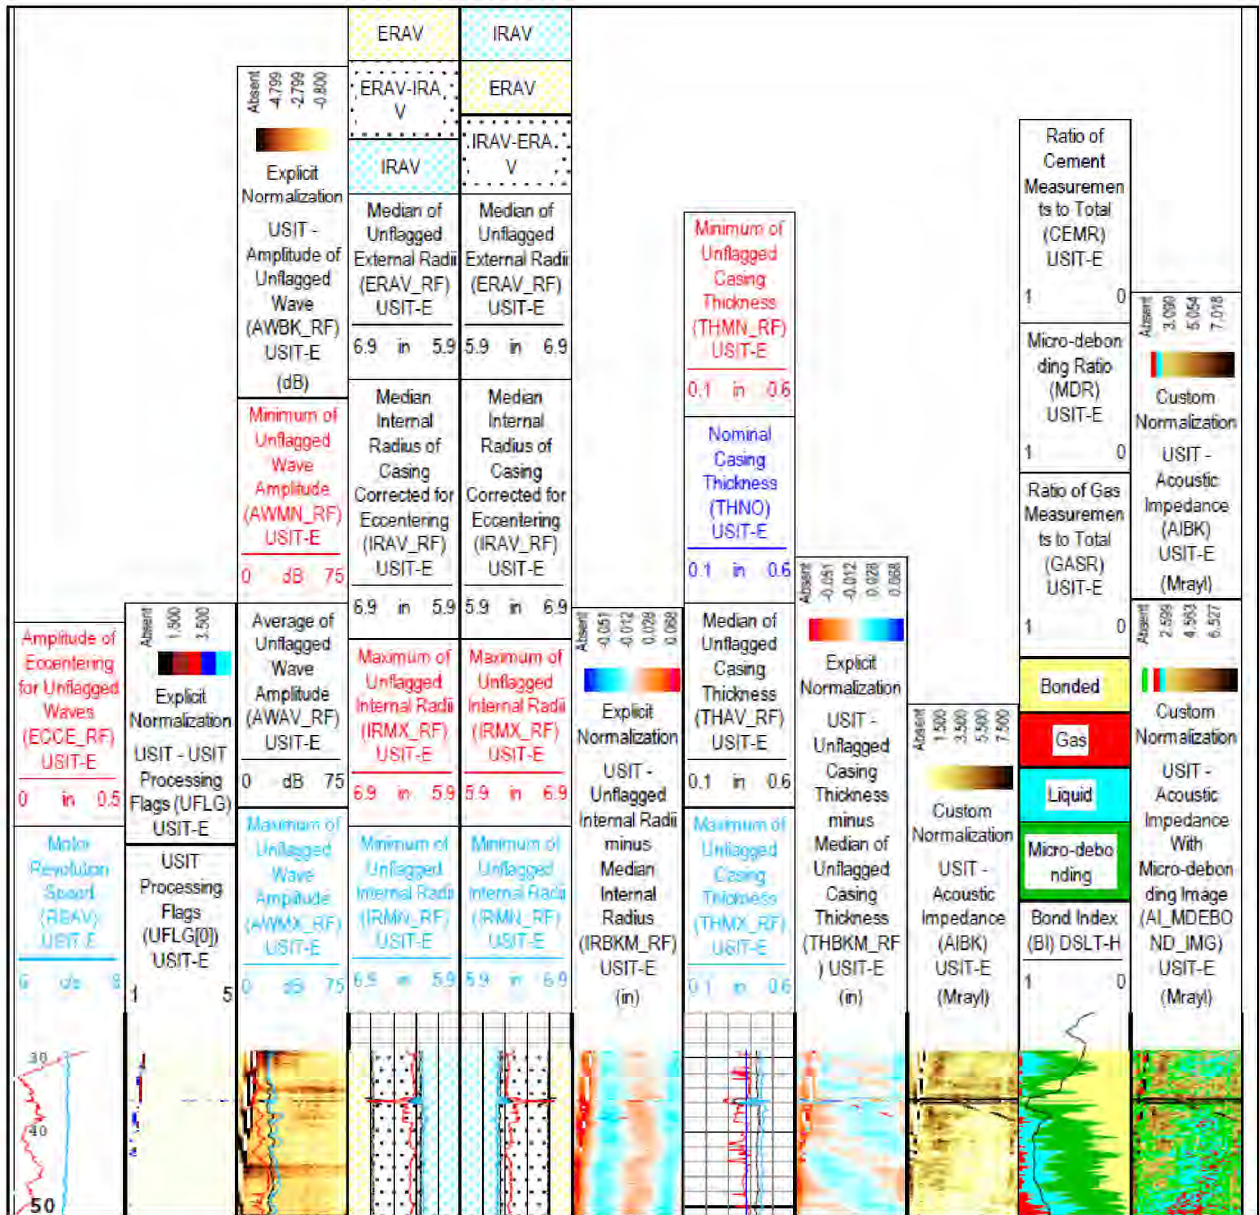 Amplitude of
Eccentering
for Unflagged
Waves
(ECCE_RF)
USIT-E
0 in 0.5
Motor
Revolution
Speed
(RSAV)
USIT-E
6 c/s 8
Absent
1.500
3.500
Explicit
Normalization
USIT - USIT
Processing
Flags (UFLG)
USIT-E
USIT
Processing
Flags
(UFLG[0])
USIT-E
1 5
Absent
-4.799
-2.799
-0.800
Explicit
Normalization
USIT -
Amplitude of
Unflagged
Wave
(AWBK_RF)
USIT-E
(dB)
Minimum of
Unflagged
Wave
Amplitude
(AWMN_RF)
USIT-E
0 dB 75
Average of
Unflagged
Wave
Amplitude
(AWAV_RF)
USIT-E
0 dB 75
Maximum of
Unflagged
Wave
Amplitude
(AWMX_RF)
USIT-E
0 dB 75
ERAV
ERAV-IRA
V
IRAV
Median of
Unflagged
External Radii
(ERAV_RF)
USIT-E
6.9 in 5.9
Median
Internal
Radius of
Casing
Corrected for
Eccentering
(IRAV_RF)
USIT-E
6.9 in 5.9
Maximum of
Unflagged
Internal Radii
(IRMX_RF)
USIT-E
6.9 in 5.9
Minimum of
Unflagged
Internal Radii
(IRMN_RF)
USIT-E
6.9 in 5.9
IRAV
ERAV
IRAV-ERA
V
Median of
Unflagged
External Radii
(ERAV_RF)
USIT-E
5.9 in 6.9
Median
Internal
Radius of
Casing
Corrected for
Eccentering
(IRAV_RF)
USIT-E
5.9 in 6.9
Maximum of
Unflagged
Internal Radii
(IRMX_RF)
USIT-E
5.9 in 6.9
Minimum of
Unflagged
Internal Radii
(IRMN_RF)
USIT-E
5.9 in 6.9
Absent
-0.051
-0.012
0.028
0.068
Explicit
Normalization
USIT -
Unflagged
Internal Radii
minus
Median
Internal
Radius
(IRBKM_RF)
USIT-E
(in)
Minimum of
Unflagged
Casing
Thickness
(THMN_RF)
USIT-E
0.1 in 0.6
Nominal
Casing
Thickness
(THNO)
USIT-E
0.1 in 0.6
Median of
Unflagged
Casing
Thickness
(THAV_RF)
USIT-E
0.1 in 0.6
Maximum of
Unflagged
Casing
Thickness
(THMX_RF)
USIT-E
0.1 in 0.6
Absent
-0.051
-0.012
0.028
0.068
Explicit
Normalization
USIT -
Unflagged
Casing
Thickness
minus
Median of
Unflagged
Casing
Thickness
(THBKM_RF
) USIT-E
(in)
Absent
1.500
3.500
5.500
7.500
Custom
Normalization
USIT -
Acoustic
Impedance
(AIBK)
USIT-E
(Mrayl)
Ratio of
Cement
Measuremen
ts to Total
(CEMR)
USIT-E
1 0
Micro-debon
ding Ratio
(MDR)
USIT-E
1 0
Ratio of Gas
Measuremen
ts to Total
(GASR)
USIT-E
1 0
Bonded
Gas
Liquid
Micro-debo
nding
Bond Index
(BI) DSLT-H
1 0
Absent
3.090
5.054
7.018
Custom
Normalization
USIT -
Acoustic
Impedance
(AIBK)
USIT-E
(Mrayl)
Absent
2.599
4.563
6.527
Custom
Normalization
USIT -
Acoustic
Impedance
With
Micro-debon
ding Image
(AI_MDEBO
ND_IMG)
USIT-E
(Mrayl)
30
40
50